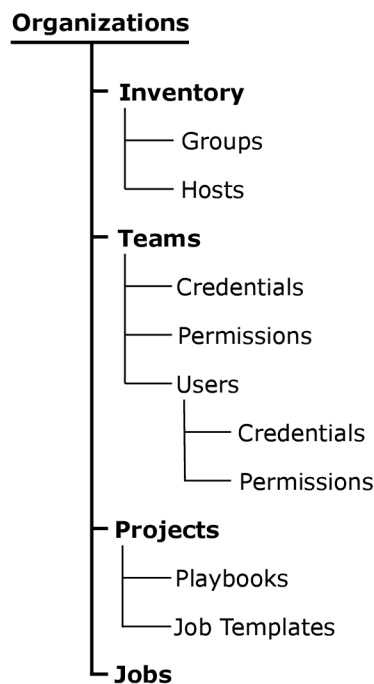 Organizations
Inventory
Groups
Hosts
Teams
Credentials
Permissions
Users
Credentials
Permissions
Projects
Playbooks
Job Templates
Jobs